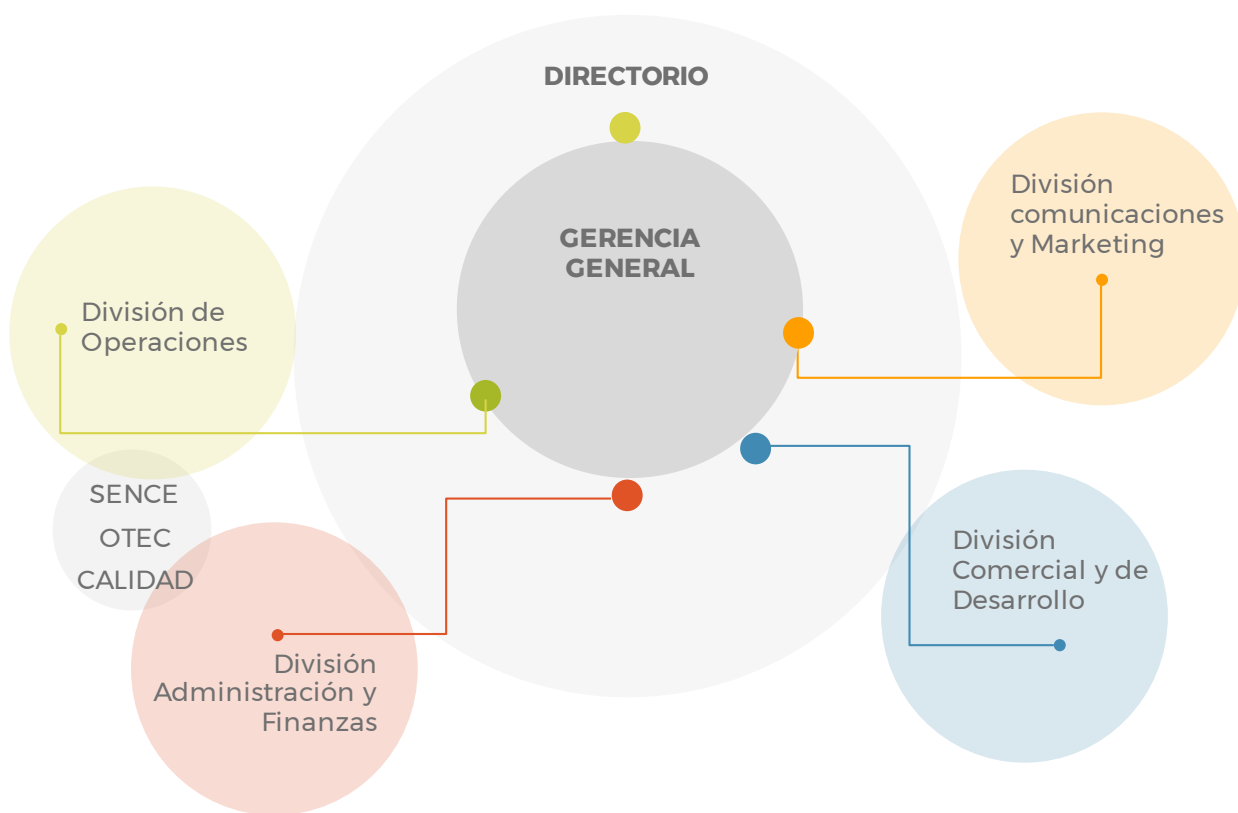 DIRECTORIO
GERENCIA
GENERAL
División
comunicaciones
y Marketing
División de
Operaciones
SENCE
OTEC
CALIDAD
División
Comercial y de
Desarrollo
División
Administración y
Finanzas